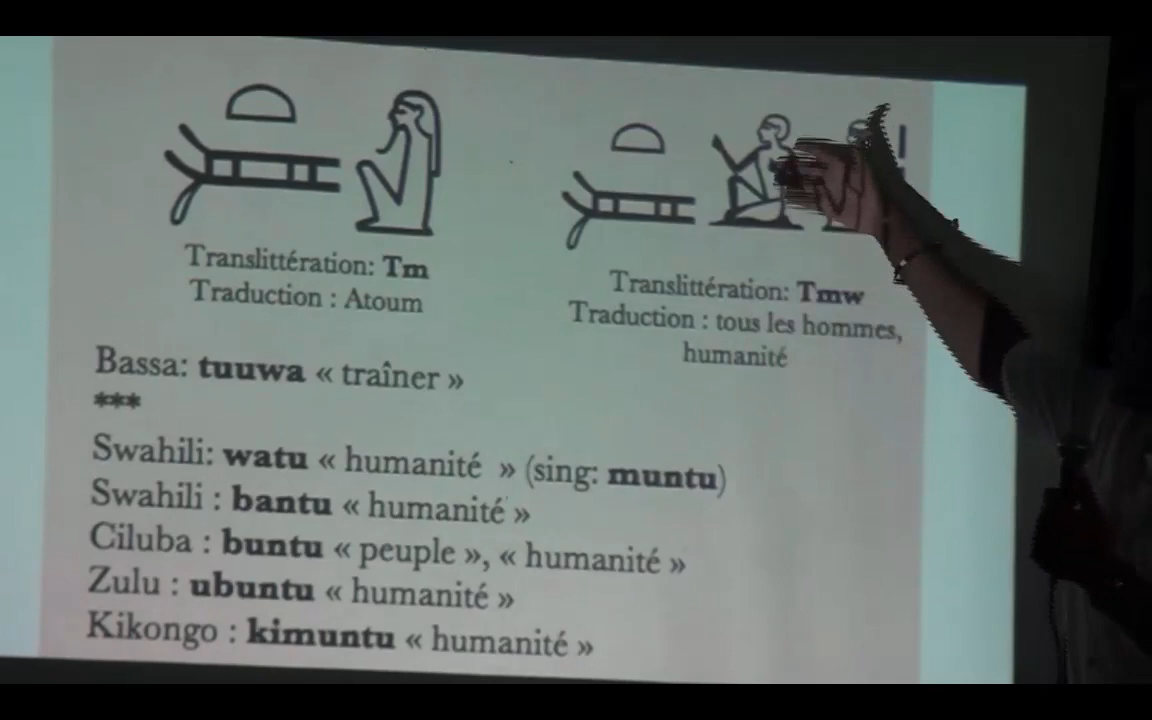 Translittération: Tm
Traduction : Atoum
Translittération: Tmw
Traduction : tous les hommes,
humanité
Bassa: tuuwa « traîner »
***
Swahili: watu « humanité » (sing: muntu)
Swahili : bantu « humanité »
Ciluba : buntu « peuple », « humanité »
Zulu : ubuntu « humanité »
Kikongo : kimuntu « humanité »